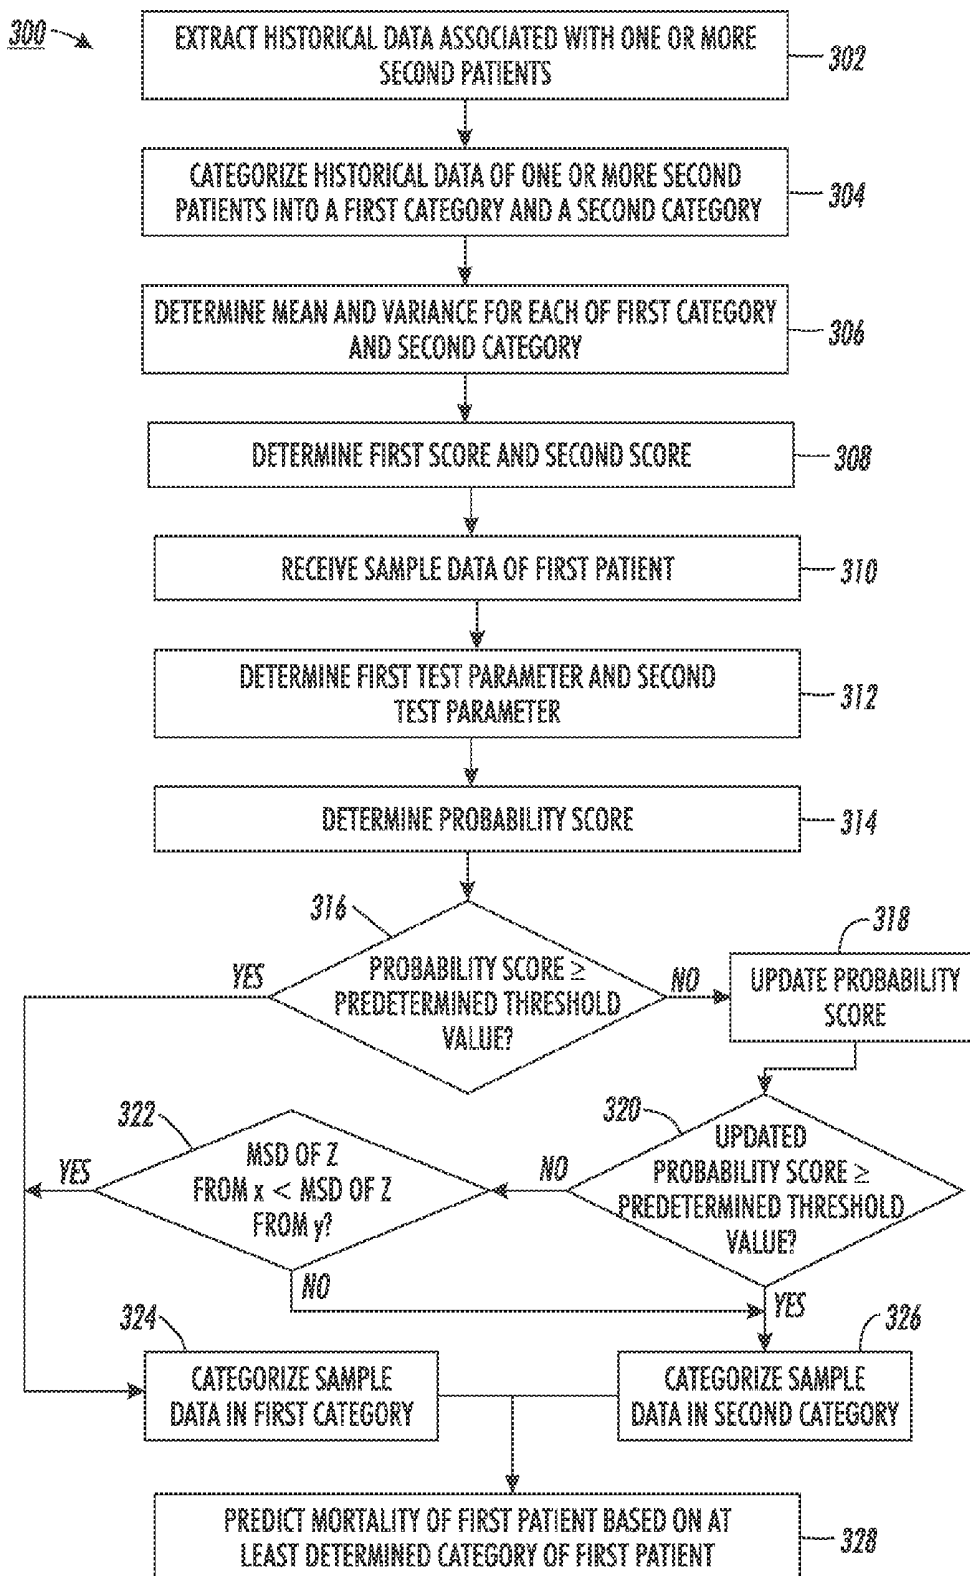 300
EXTRACT HISTORICAL DATA ASSOCIATED WITH ONE OR MORE
SECOND PATIENTS
302
CATEGORIZE HISTORICAL DATA OF ONE OR MORE SECOND
PATIENTS INTO A FIRST CATEGORY AND A SECOND CATEGORY
304
DETERMINE MEAN AND VARIANCE FOR EACH OF FIRST CATEGORY
AND SECOND CATEGORY
306
DETERMINE FIRST SCORE AND SECOND SCORE
308
RECEIVE SAMPLE DATA OF FIRST PATIENT
310
DETERMINE FIRST TEST PARAMETER AND SECOND
TEST PARAMETER
312
DETERMINE PROBABILITY SCORE
314
316
PROBABILITY SCORE ≥
PREDETERMINED THRESHOLD
VALUE?
YES
NO
318
UPDATE PROBABILITY
SCORE
320
UPDATED
PROBABILITY SCORE ≥
PREDETERMINED THRESHOLD
VALUE?
NO
YES
322
MSD OF Z
FROM x < MSD OF Z
FROM y?
YES
NO
324
CATEGORIZE SAMPLE
DATA IN FIRST CATEGORY
326
CATEGORIZE SAMPLE
DATA IN SECOND CATEGORY
PREDICT MORTALITY OF FIRST PATIENT BASED ON AT
LEAST DETERMINED CATEGORY OF FIRST PATIENT
328